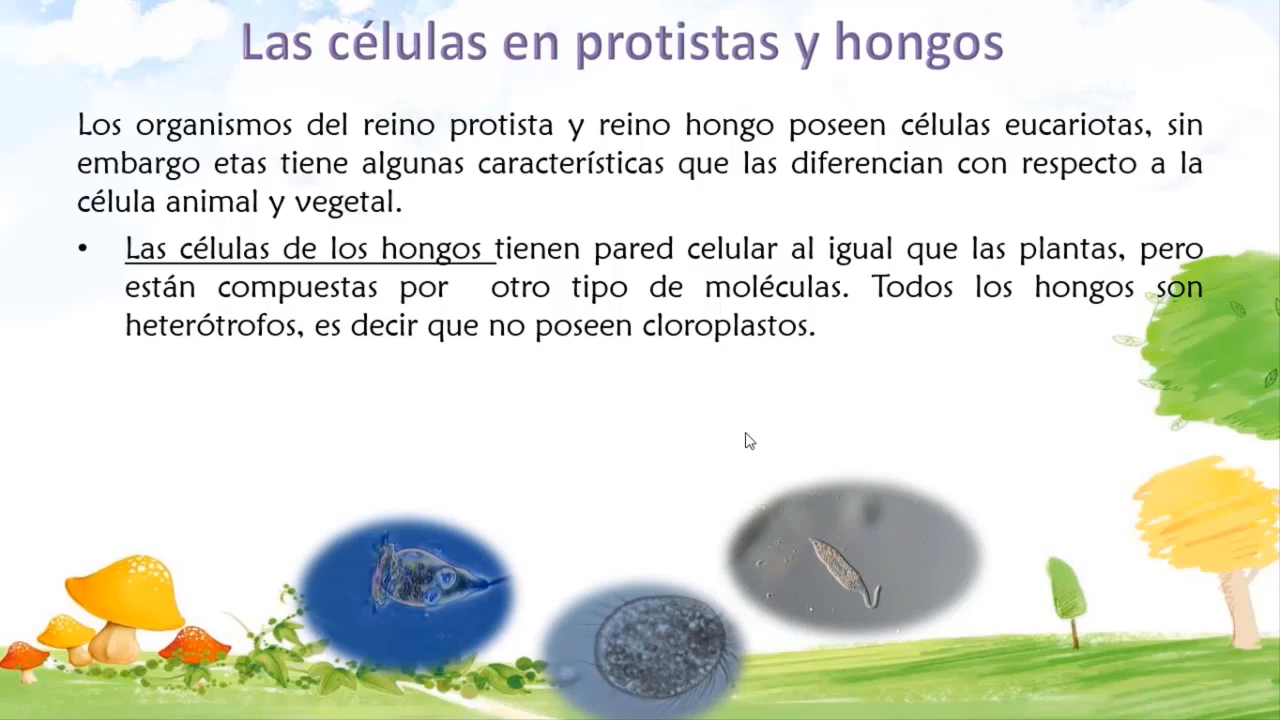 Las células en protistas y hongos
Los organismos del reino protista y reino hongo poseen células eucariotas, sin
embargo etas tiene algunas características que las diferencian con respecto a la
célula animal y vegetal.
• Las células de los hongos tienen pared celular al igual que las plantas, pero
están compuestas por otro tipo de moléculas. Todos los hongos son
heterótrofos, es decir que no poseen cloroplastos.